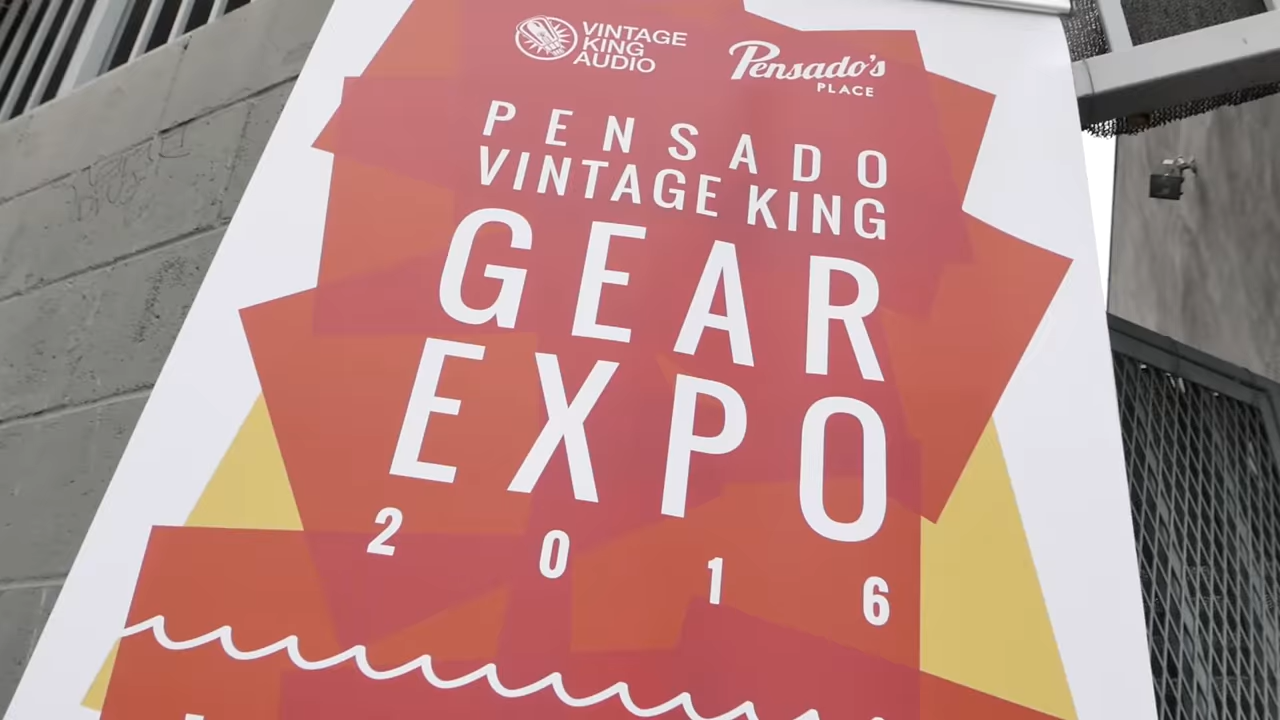 VINTAGE
KING
AUDIO
Pensado's
PLACE
PENSADO
VINTAGE KING
GEAR
EXPO
2016